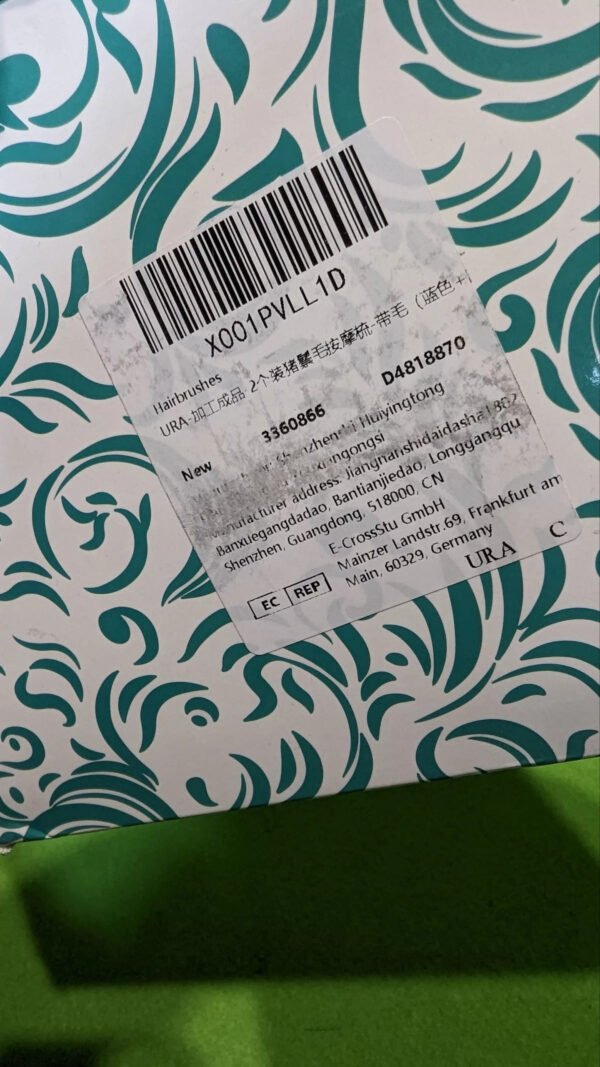 X001PVLL1D
Hairbrushes
URA-加工成品-2个装猪鬃毛按摩梳-带毛（蓝色+
New 3360866 D4818870
Huiyingtong
Manufacturer address: Jiangnanshidaidasha
Banxuegangdadao, Bantianjiedao, Longgangqu
Shenzhen, Guangdong, 518000, CN
EC REP
E-CrossStu GmbH
Mainzer Landstr.69, Frankfurt am
Main, 60329, Germany
URA C